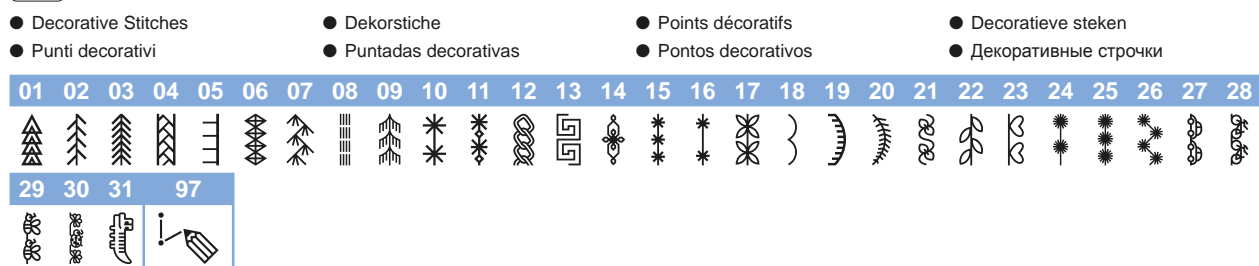 ● Decorative Stitches ● Dekorstiche ● Points décoratifs ● Decoratieve steken
● Punti decorativi ● Puntadas decorativas ● Pontos decorativos ● Декоративные строчки
01 02 03 04 05 06 07 08 09 10 11 12 13 14 15 16 17 18 19 20 21 22 23 24 25 26 27 28
29 30 31 97